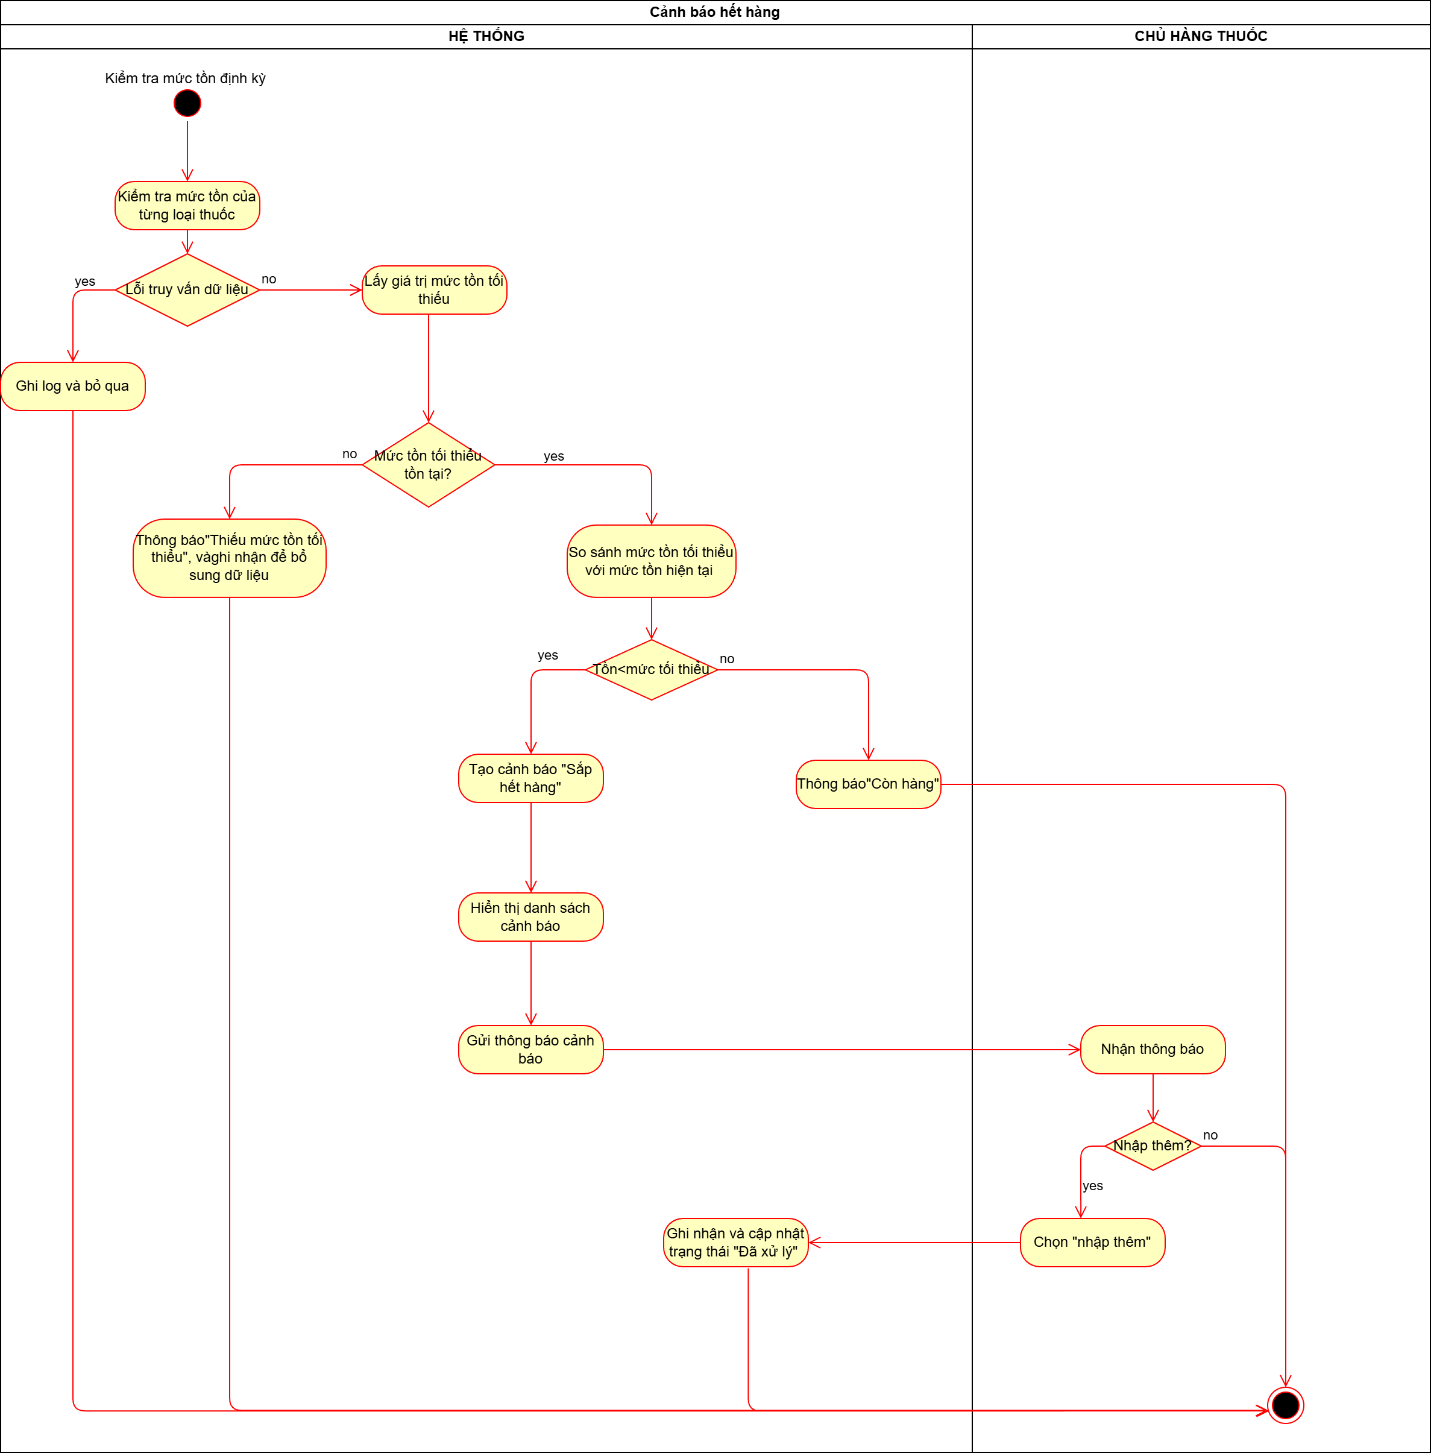 Cảnh báo hết hàng
HỆ THỐNG
CHỦ HÀNG THUỐC
Kiểm tra mức tồn định kỳ
Kiểm tra mức tồn của
từng loại thuốc
Lỗi truy vấn dữ liệu
yes
no
Lấy giá trị mức tồn tối
thiếu
Ghi log và bỏ qua
Mức tồn tối thiểu
tồn tại?
no
yes
Thông báo"Thiếu mức tồn tối
thiểu", vàghi nhận để bổ
sung dữ liệu
So sánh mức tồn tối thiểu
với mức tồn hiện tại
yes
Tồn<mức tối thiểu
no
Tạo cảnh báo "Sắp
hết hàng"
Thông báo"Còn hàng"
Hiển thị danh sách
cảnh báo
Gửi thông báo cảnh
báo
Nhận thông báo
Nhập thêm?
no
yes
Ghi nhận và cập nhật
trạng thái "Đã xử lý"
Chọn "nhập thêm"